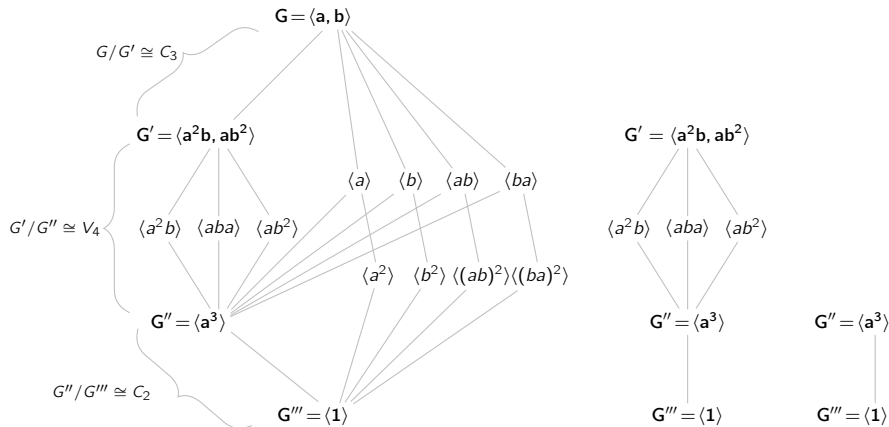 G = ⟨a, b⟩
G/G′ ≅ C₃
G′ = ⟨a²b, ab²⟩
G′ = ⟨a²b, ab²⟩
⟨a⟩ ⟨b⟩ ⟨ab⟩ ⟨ba⟩
G′/G″ ≅ V₄
⟨a²b⟩ ⟨aba⟩ ⟨ab²⟩
⟨a²b⟩ ⟨aba⟩ ⟨ab²⟩
⟨a²⟩ ⟨b²⟩ ⟨(ab)²⟩⟨(ba)²⟩
G″ = ⟨a³⟩
G″ = ⟨a³⟩
G″ = ⟨a³⟩
G″/G‴ ≅ C₂
G‴ = ⟨1⟩
G‴ = ⟨1⟩
G‴ = ⟨1⟩